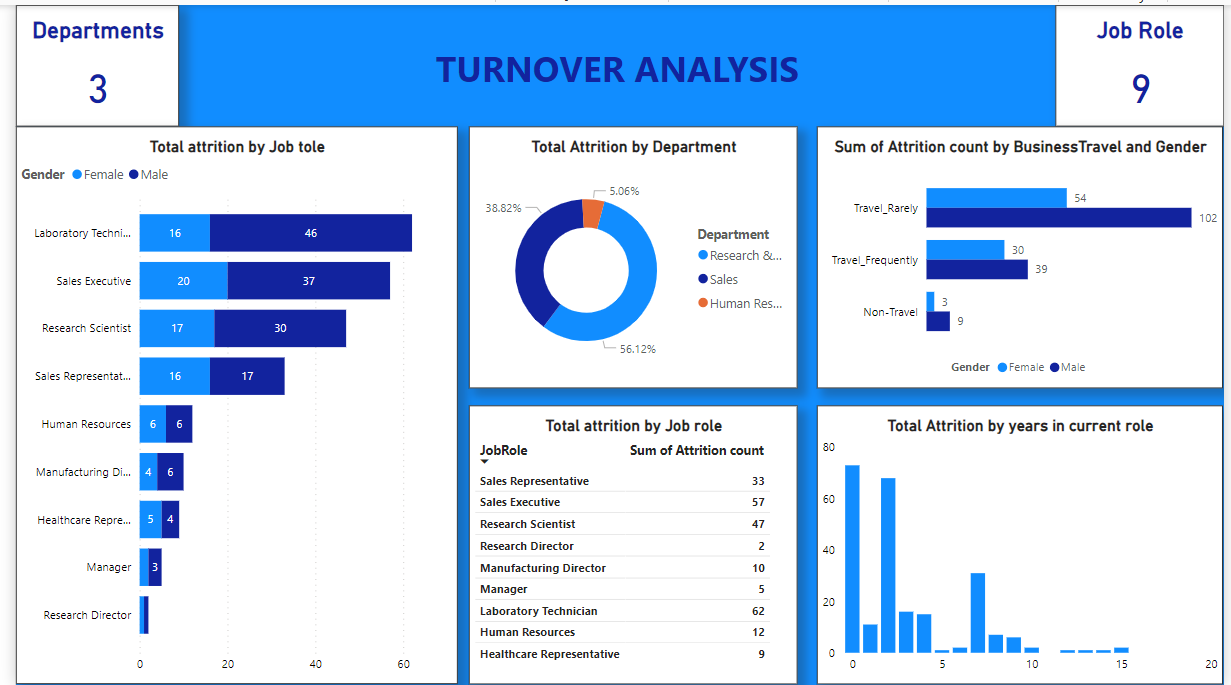 Departments
3
TURNOVER ANALYSIS
Job Role
9
Total attrition by Job tole
Gender Female Male
Laboratory Techni... 16 46
Sales Executive 20 37
Research Scientist 17 30
Sales Representat... 16 17
Human Resources 6 6
Manufacturing Di... 4 6
Healthcare Repre... 5 4
Manager 3
Research Director
0 20 40 60
Total Attrition by Department
5.06%
38.82%
56.12%
Department
Research &...
Sales
Human Res...
Sum of Attrition count by BusinessTravel and Gender
Travel_Rarely 54
102
Travel_Frequently 30
39
Non-Travel 3
9
Gender Female Male
Total attrition by Job role
JobRole Sum of Attrition count
Sales Representative 33
Sales Executive 57
Research Scientist 47
Research Director 2
Manufacturing Director 10
Manager 5
Laboratory Technician 62
Human Resources 12
Healthcare Representative 9
Total Attrition by years in current role
80
60
40
20
0
0 5 10 15 20